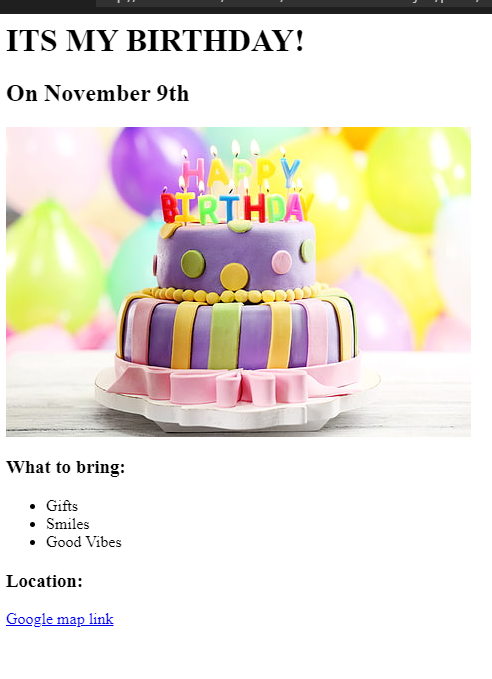 ITS MY BIRTHDAY!
On November 9th
HAPPY
BIRTHDAY
What to bring:
Gifts
Smiles
Good Vibes
Location:
Google map link